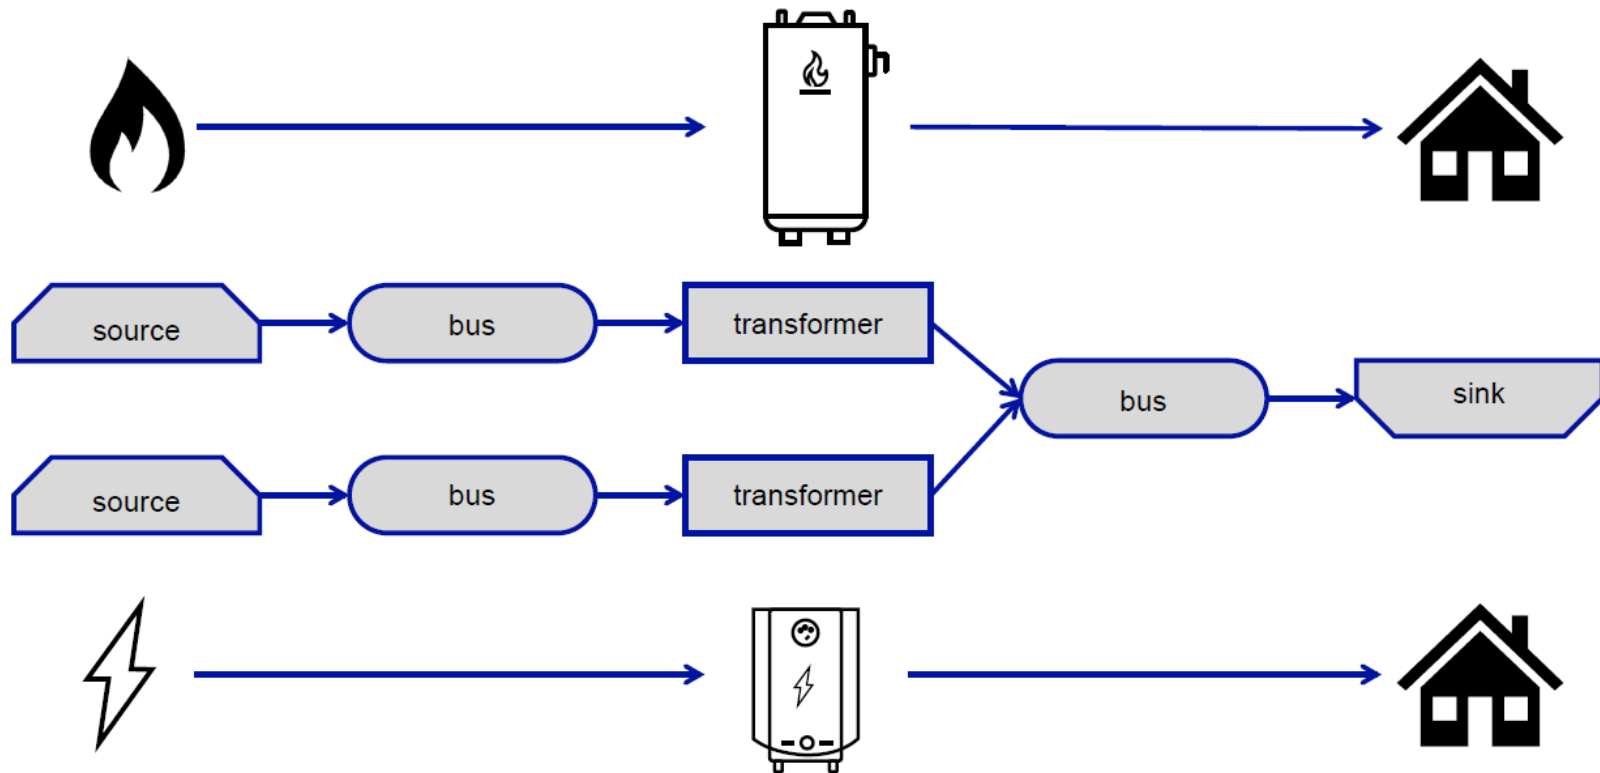 source
bus
transformer
bus
sink
source
bus
transformer